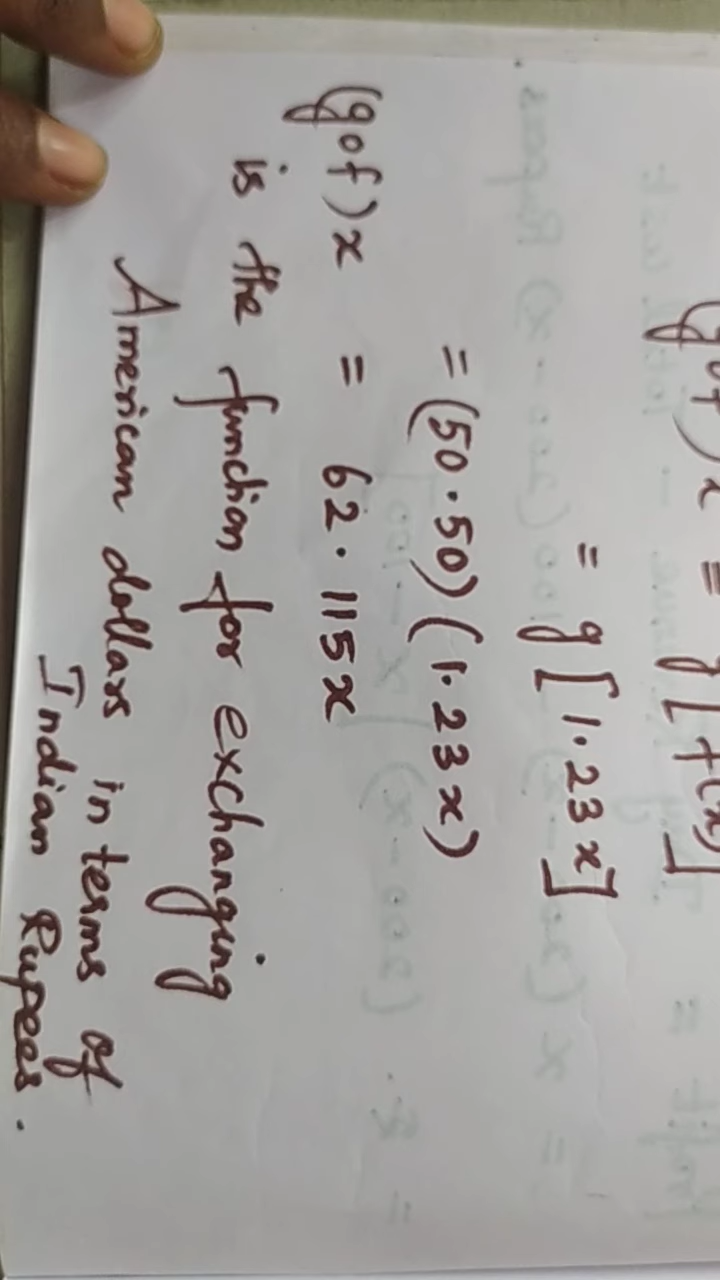 (gof)x = g[f(x)]
= g[1.23x]
= (50.50)(1.23x)
(gof)x = 62.115x
is the function for exchanging
American dollars in terms of
Indian Rupees.